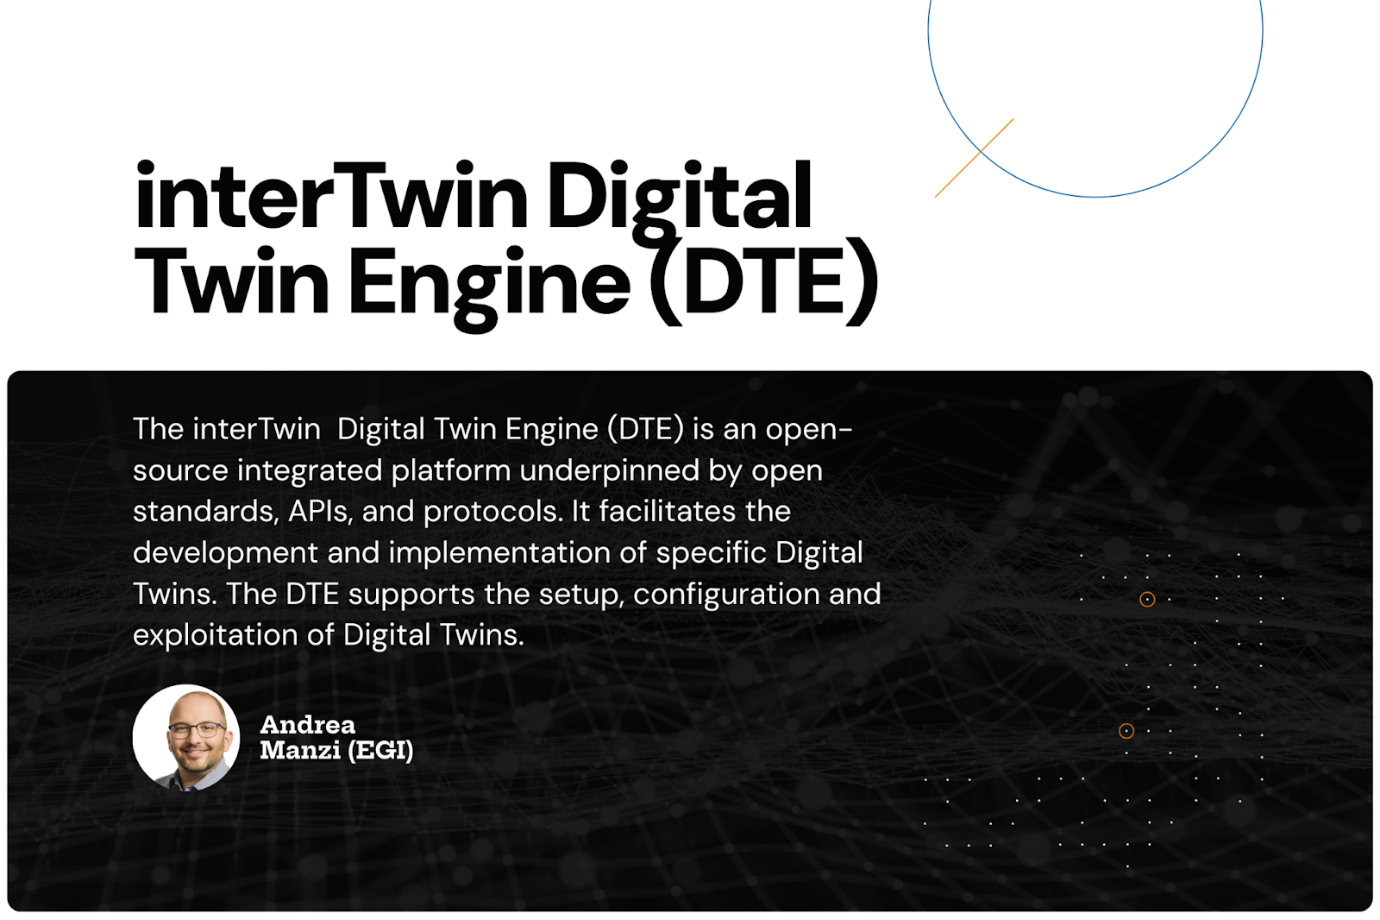 interTwin Digital
Twin Engine (DTE)
The interTwin  Digital Twin Engine (DTE) is an open-
source integrated platform underpinned by open
standards, APIs, and protocols. It facilitates the
development and implementation of specific Digital
Twins. The DTE supports the setup, configuration and
exploitation of Digital Twins.
Andrea
Manzi (EGI)